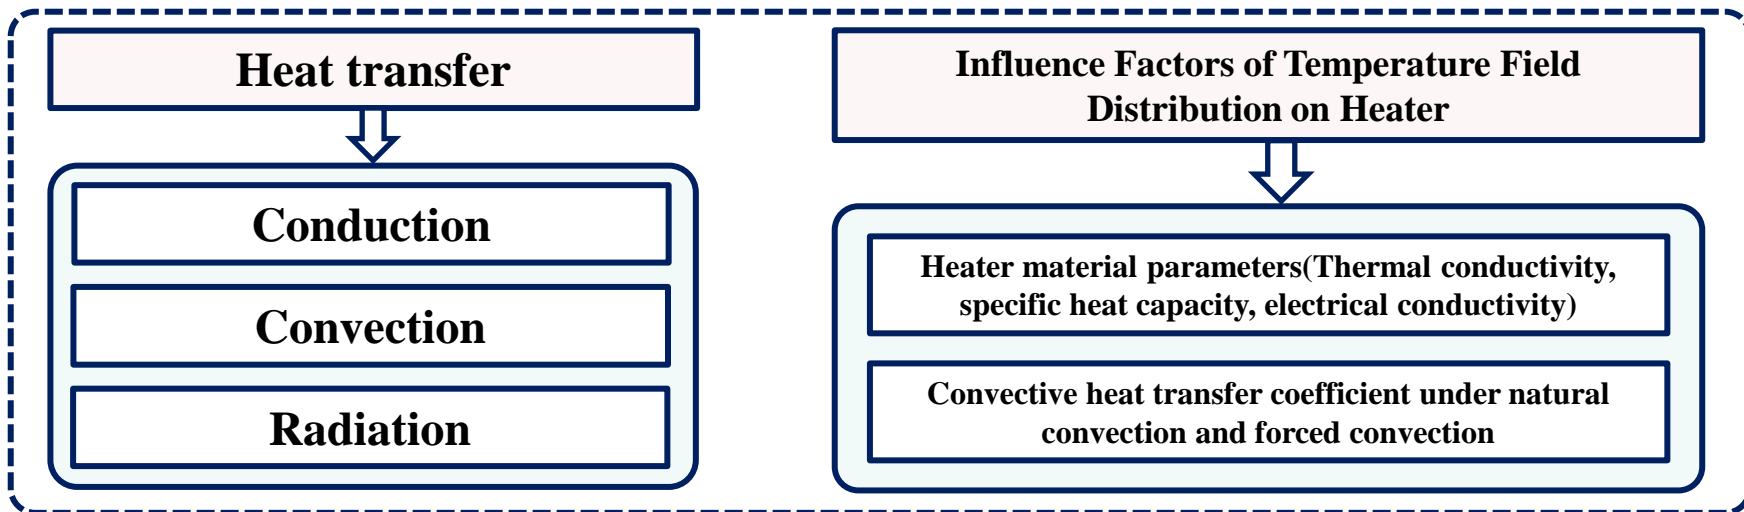 Heat transfer
Conduction
Convection
Radiation
Influence Factors of Temperature Field
Distribution on Heater
Heater material parameters(Thermal conductivity,
specific heat capacity, electrical conductivity)
Convective heat transfer coefficient under natural
convection and forced convection